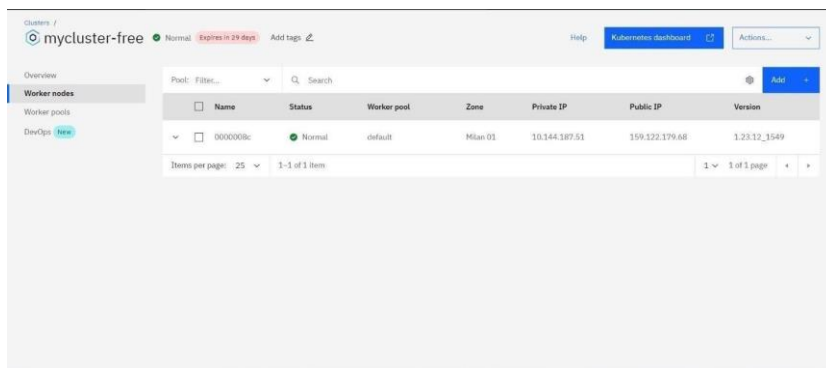 Clusters /
mycluster-free Normal Expires in 29 days Add tags Help Kubernetes dashboard Actions...
Overview
Worker nodes
Worker pools
DevOps New
Pool: Filter... Search Add +
Name Status Worker pool Zone Private IP Public IP Version
0000008c Normal default Milan 01 10.144.187.51 159.122.179.68 1.23.12_1549
Items per page: 25 1-1 of 1 item 1 1 of 1 page